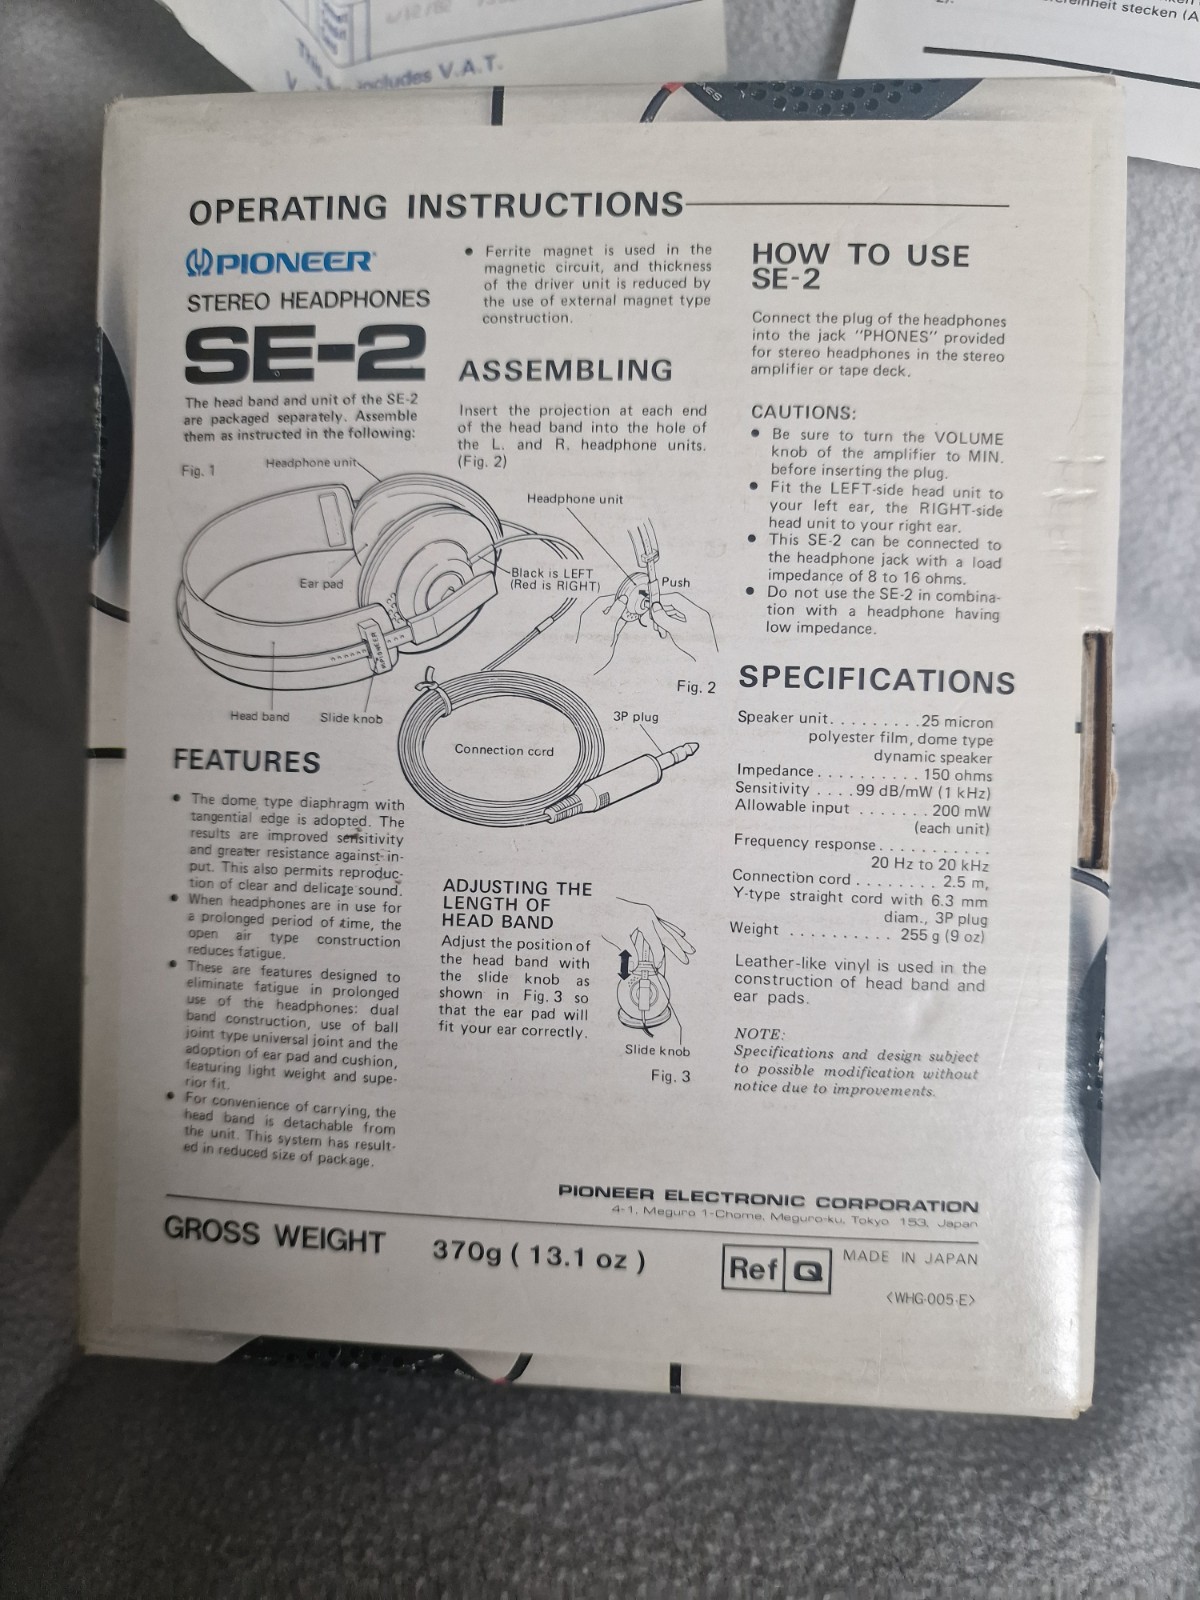 includes V.A.T.
einheit stecken (A
OPERATING INSTRUCTIONS
PIONEER
STEREO HEADPHONES
SE-2
The head band and unit of the SE-2
are packaged separately. Assemble
them as instructed in the following:
Fig. 1
Headphone unit
Ear pad
Black is LEFT
(Red is RIGHT)
Head band
Slide knob
Connection cord
3P plug
FEATURES
• The dome type diaphragm with
tangential edge is adopted. The
results are improved sensitivity
and greater resistance against in-
put. This also permits reproduc-
tion of clear and delicate sound.
• When headphones are in use for
a prolonged period of time, the
open air type construction
reduces fatigue.
• These are features designed to
eliminate fatigue in prolonged
use of the headphones: dual
band construction, use of ball
joint type universal joint and the
adoption of ear pad and cushion,
featuring light weight and supe-
rior fit.
• For convenience of carrying, the
head band is detachable from
the unit. This system has result-
ed in reduced size of package.
• Ferrite magnet is used in the
magnetic circuit, and thickness
of the driver unit is reduced by
the use of external magnet type
construction.
ASSEMBLING
Insert the projection at each end
of the head band into the hole of
the L. and R. headphone units.
(Fig. 2)
Headphone unit
Push
Fig. 2
ADJUSTING THE
LENGTH OF
HEAD BAND
Adjust the position of
the head band with
the slide knob as
shown in Fig. 3 so
that the ear pad will
fit your ear correctly.
Slide knob
Fig. 3
HOW TO USE
SE-2
Connect the plug of the headphones
into the jack "PHONES" provided
for stereo headphones in the stereo
amplifier or tape deck.
CAUTIONS:
• Be sure to turn the VOLUME
knob of the amplifier to MIN.
before inserting the plug.
• Fit the LEFT-side head unit to
your left ear, the RIGHT-side
head unit to your right ear.
• This SE-2 can be connected to
the headphone jack with a load
impedance of 8 to 16 ohms.
• Do not use the SE-2 in combina-
tion with a headphone having
low impedance.
SPECIFICATIONS
Speaker unit. . . . . . . . . 25 micron
polyester film, dome type
dynamic speaker
Impedance . . . . . . . . . . 150 ohms
Sensitivity . . . . 99 dB/mW (1 kHz)
Allowable input . . . . . . . 200 mW
(each unit)
Frequency response . . . . . . . . . . .
20 Hz to 20 kHz
Connection cord . . . . . . . . 2.5 m,
Y-type straight cord with 6.3 mm
diam., 3P plug
Weight . . . . . . . . . . 255 g (9 oz)
Leather-like vinyl is used in the
construction of head band and
ear pads.
NOTE:
Specifications and design subject
to possible modification without
notice due to improvements.
PIONEER ELECTRONIC CORPORATION
4-1, Meguro 1-Chome, Meguro-ku, Tokyo 153, Japan
GROSS WEIGHT 370g ( 13.1 oz )
Ref Q
MADE IN JAPAN
<WHG-005-E>